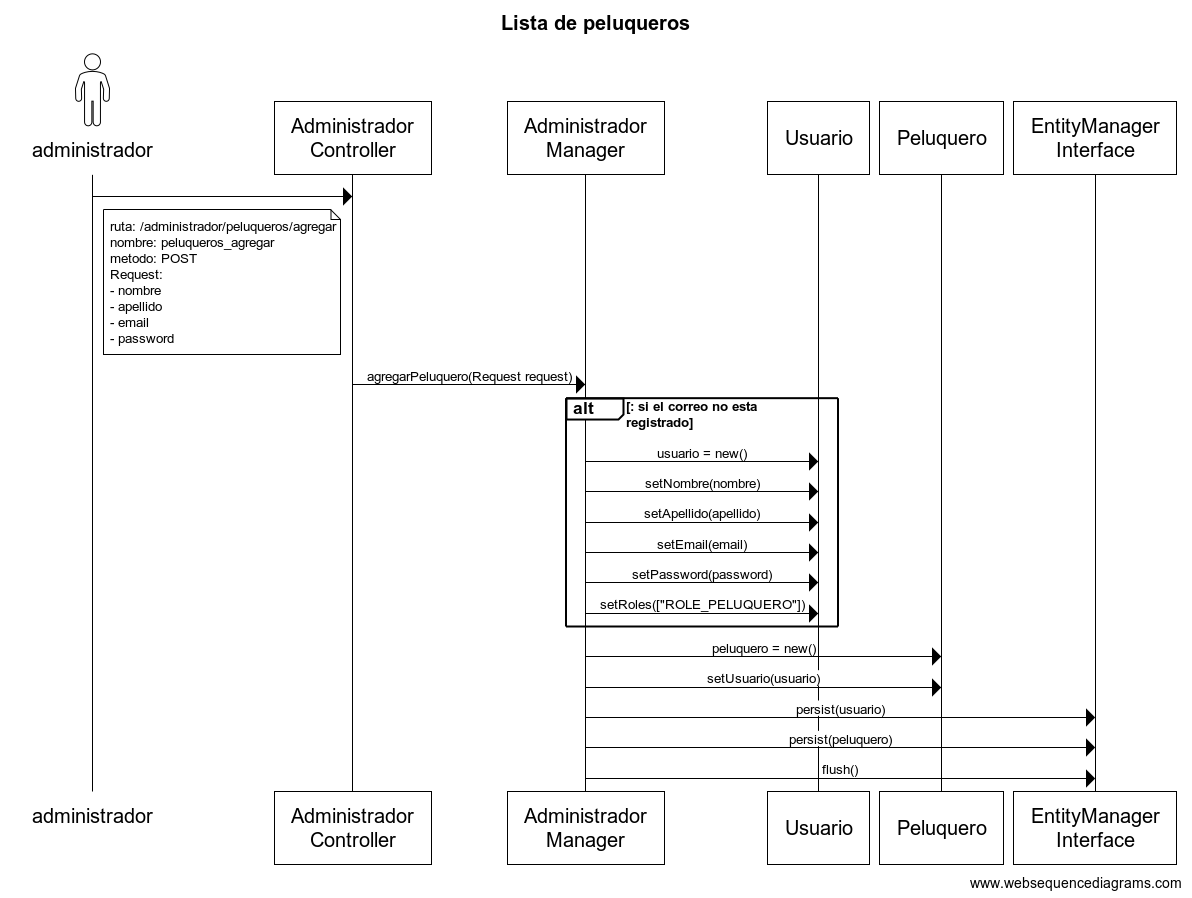 Lista de peluqueros
administrador
Administrador
Controller
Administrador
Manager
Usuario
Peluquero
EntityManager
Interface
ruta: /administrador/peluqueros/agregar
nombre: peluqueros_agregar
metodo: POST
Request:
- nombre
- apellido
- email
- password
agregarPeluquero(Request request)
alt
[: si el correo no esta
registrado]
usuario = new()
setNombre(nombre)
setApellido(apellido)
setEmail(email)
setPassword(password)
setRoles(["ROLE_PELUQUERO"])
peluquero = new()
setUsuario(usuario)
persist(usuario)
persist(peluquero)
flush()
administrador
Administrador
Controller
Administrador
Manager
Usuario
Peluquero
EntityManager
Interface
www.websequencediagrams.com